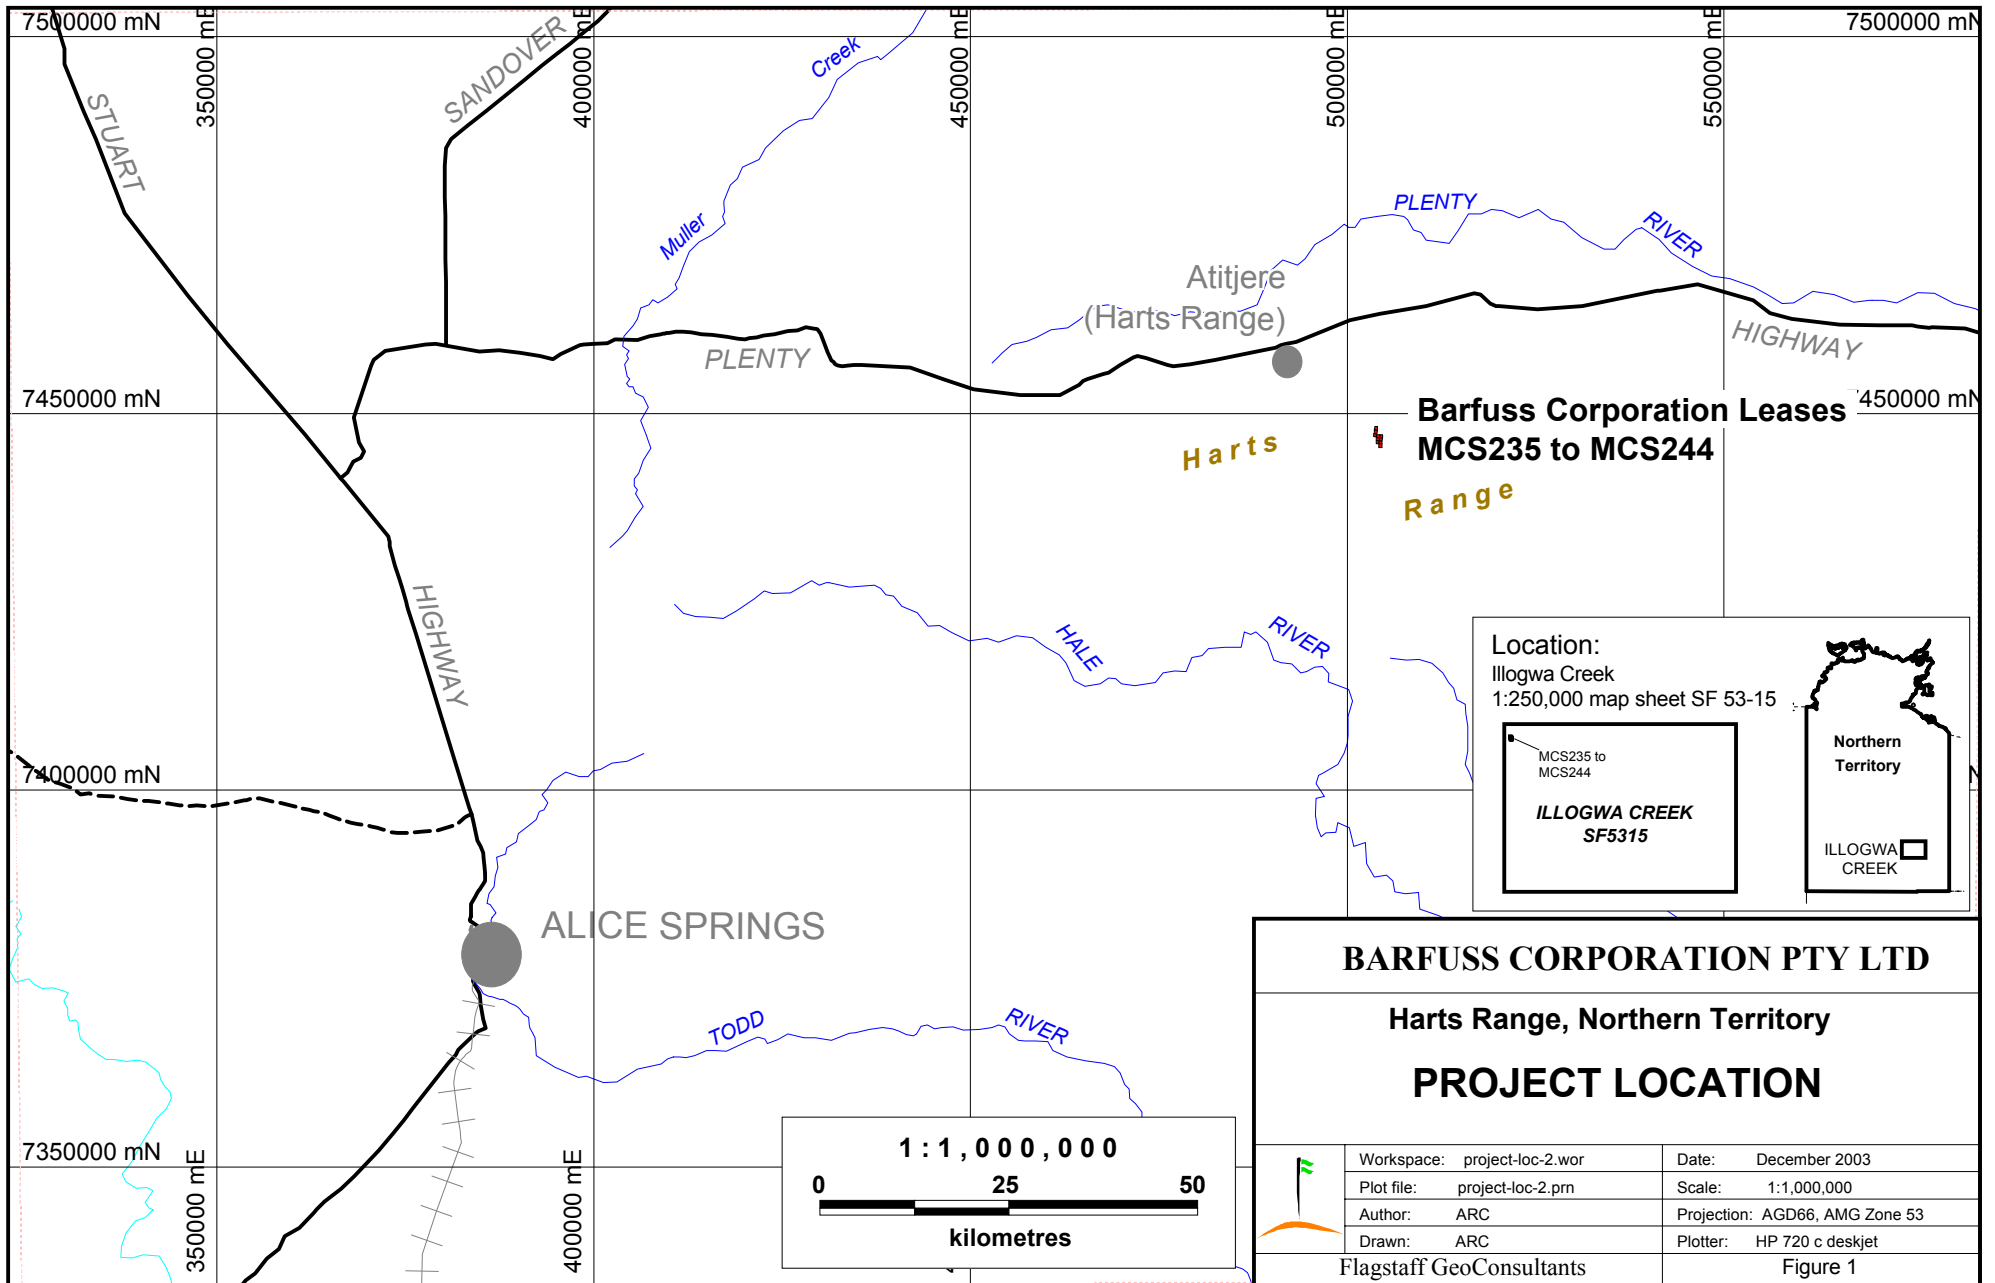 7500000 mN
350000 mE
400000 mE
450000 mE
500000 mE
550000 mE
7500000 mN
STUART
SANDOVER
Creek
Muller
PLENTY
RIVER
Atitjere
(Harts Range)
PLENTY
HIGHWAY
7450000 mN
Barfuss Corporation Leases
MCS235 to MCS244
7450000 mN
Harts
Range
HIGHWAY
HALE
RIVER
Location:
Illogwa Creek
1:250,000 map sheet SF 53-15
MCS235 to
MCS244
ILLOGWA CREEK
SF5315
Northern
Territory
ILLOGWA
CREEK
7400000 mN
N
ALICE SPRINGS
TODD
RIVER
7350000 mN
350000 mE
400000 mE
1:1,000,000
0 25 50
kilometres
BARFUSS CORPORATION PTY LTD
Harts Range, Northern Territory
PROJECT LOCATION
Workspace: project-loc-2.wor
Date: December 2003
Plot file: project-loc-2.prn
Scale: 1:1,000,000
Author: ARC
Projection: AGD66, AMG Zone 53
Drawn: ARC
Plotter: HP 720 c deskjet
Flagstaff GeoConsultants
Figure 1